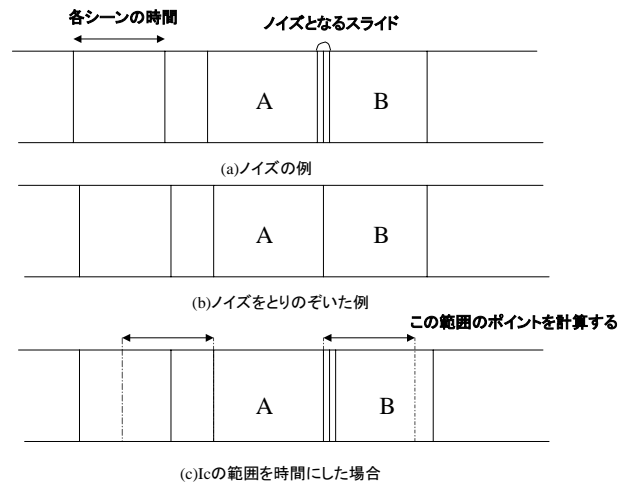 各シーンの時間
ノイズとなるスライド
A
B
(a)ノイズの例
A
B
(b)ノイズをとりのぞいた例
この範囲のポイントを計算する
A
B
(c)Icの範囲を時間にした場合